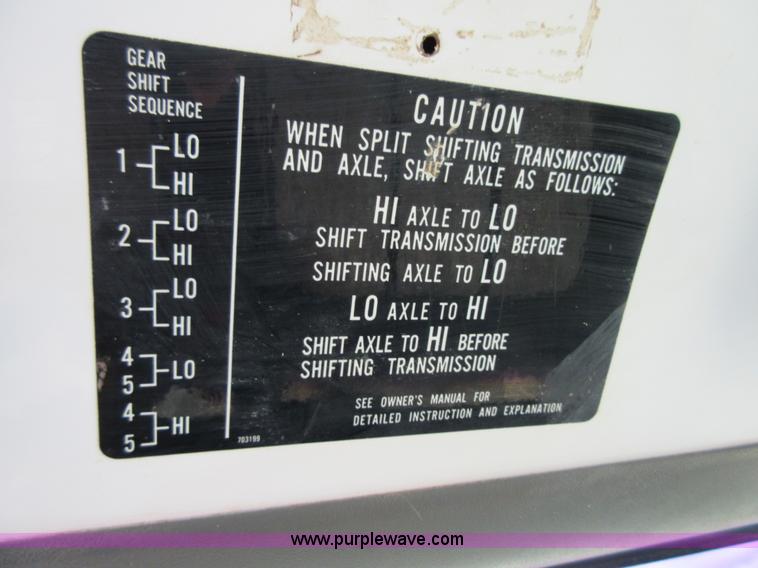 GEAR
SHIFT
SEQUENCE
1 LO
HI
2 LO
HI
3 LO
HI
4
5 LO
4
5 HI
CAUTION
WHEN SPLIT SHIFTING TRANSMISSION
AND AXLE, SHIFT AXLE AS FOLLOWS:
HI AXLE TO LO
SHIFT TRANSMISSION BEFORE
SHIFTING AXLE TO LO
LO AXLE TO HI
SHIFT AXLE TO HI BEFORE
SHIFTING TRANSMISSION
SEE OWNER'S MANUAL FOR
DETAILED INSTRUCTION AND EXPLANATION
703199
www.purplewave.com